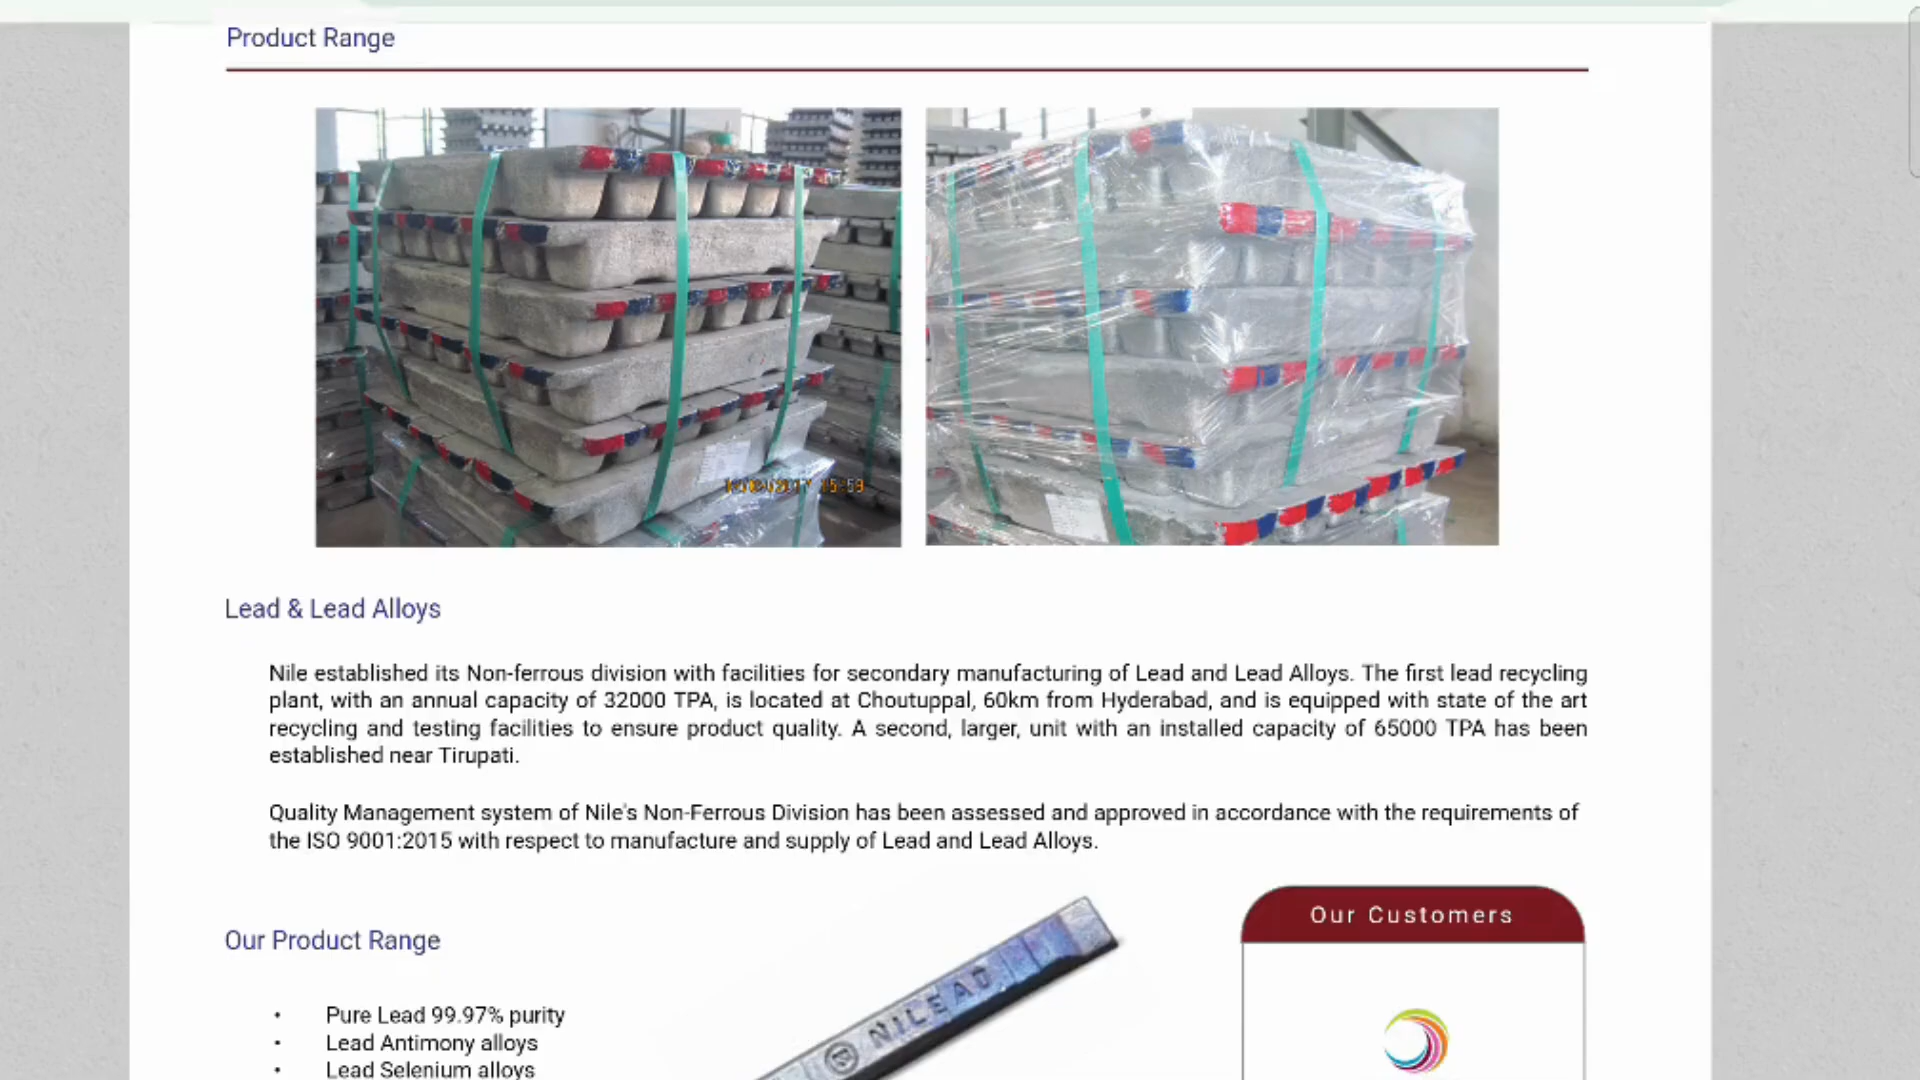 Product Range
Lead & Lead Alloys
Nile established its Non-ferrous division with facilities for secondary manufacturing of Lead and Lead Alloys. The first lead recycling
plant, with an annual capacity of 32000 TPA, is located at Choutuppal, 60km from Hyderabad, and is equipped with state of the art
recycling and testing facilities to ensure product quality. A second, larger, unit with an installed capacity of 65000 TPA has been
established near Tirupati.
Quality Management system of Nile's Non-Ferrous Division has been assessed and approved in accordance with the requirements of
the ISO 9001:2015 with respect to manufacture and supply of Lead and Lead Alloys.
Our Product Range
• Pure Lead 99.97% purity
• Lead Antimony alloys
• Lead Selenium alloys
NILEAD
Our Customers